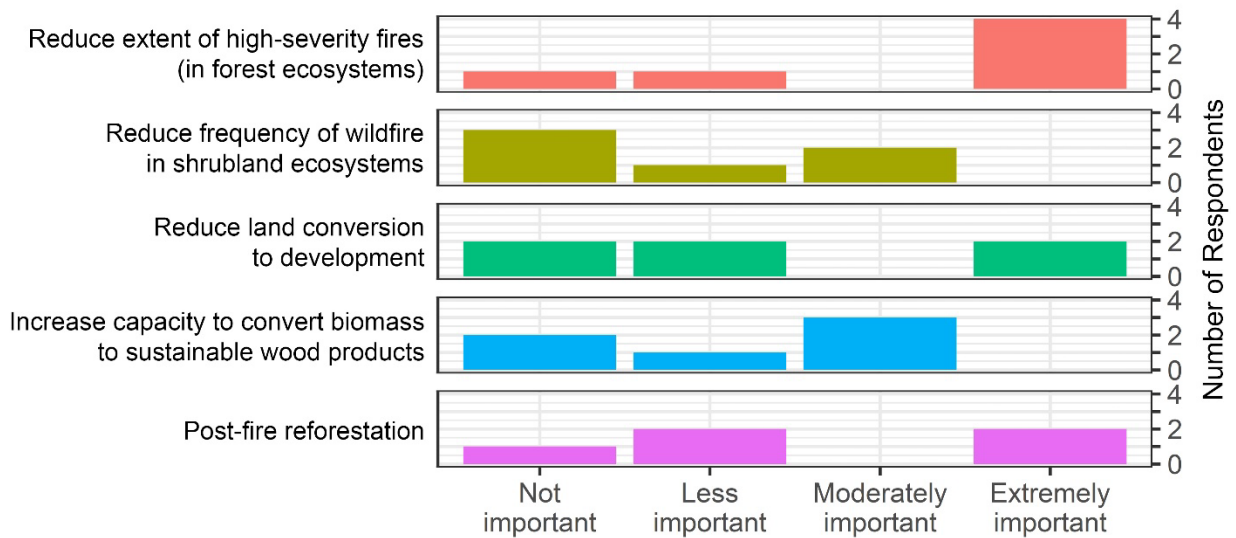 Reduce extent of high-severity fires
(in forest ecosystems)
4
2
0
Reduce frequency of wildfire
in shrubland ecosystems
4
2
0
Reduce land conversion
to development
4
2
0
Increase capacity to convert biomass
to sustainable wood products
4
2
0
Post-fire reforestation
4
2
0
Number of Respondents
Not
important
Less
important
Moderately
important
Extremely
important